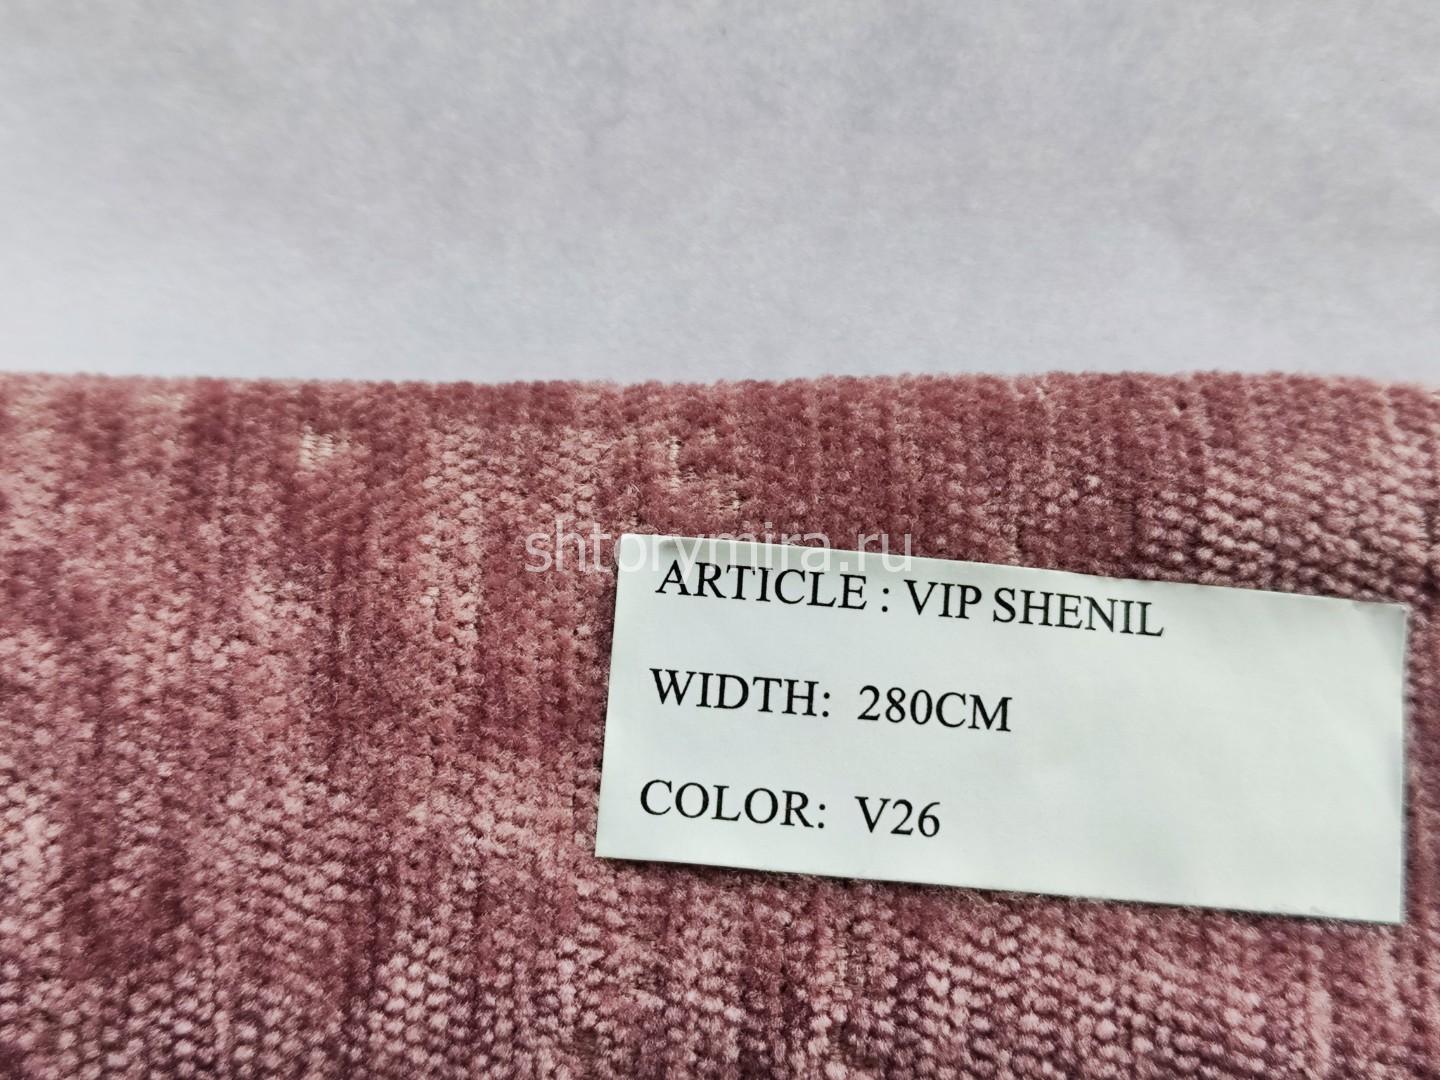 shtorymira.ru
ARTICLE : VIP SHENIL
WIDTH: 280CM
COLOR: V26